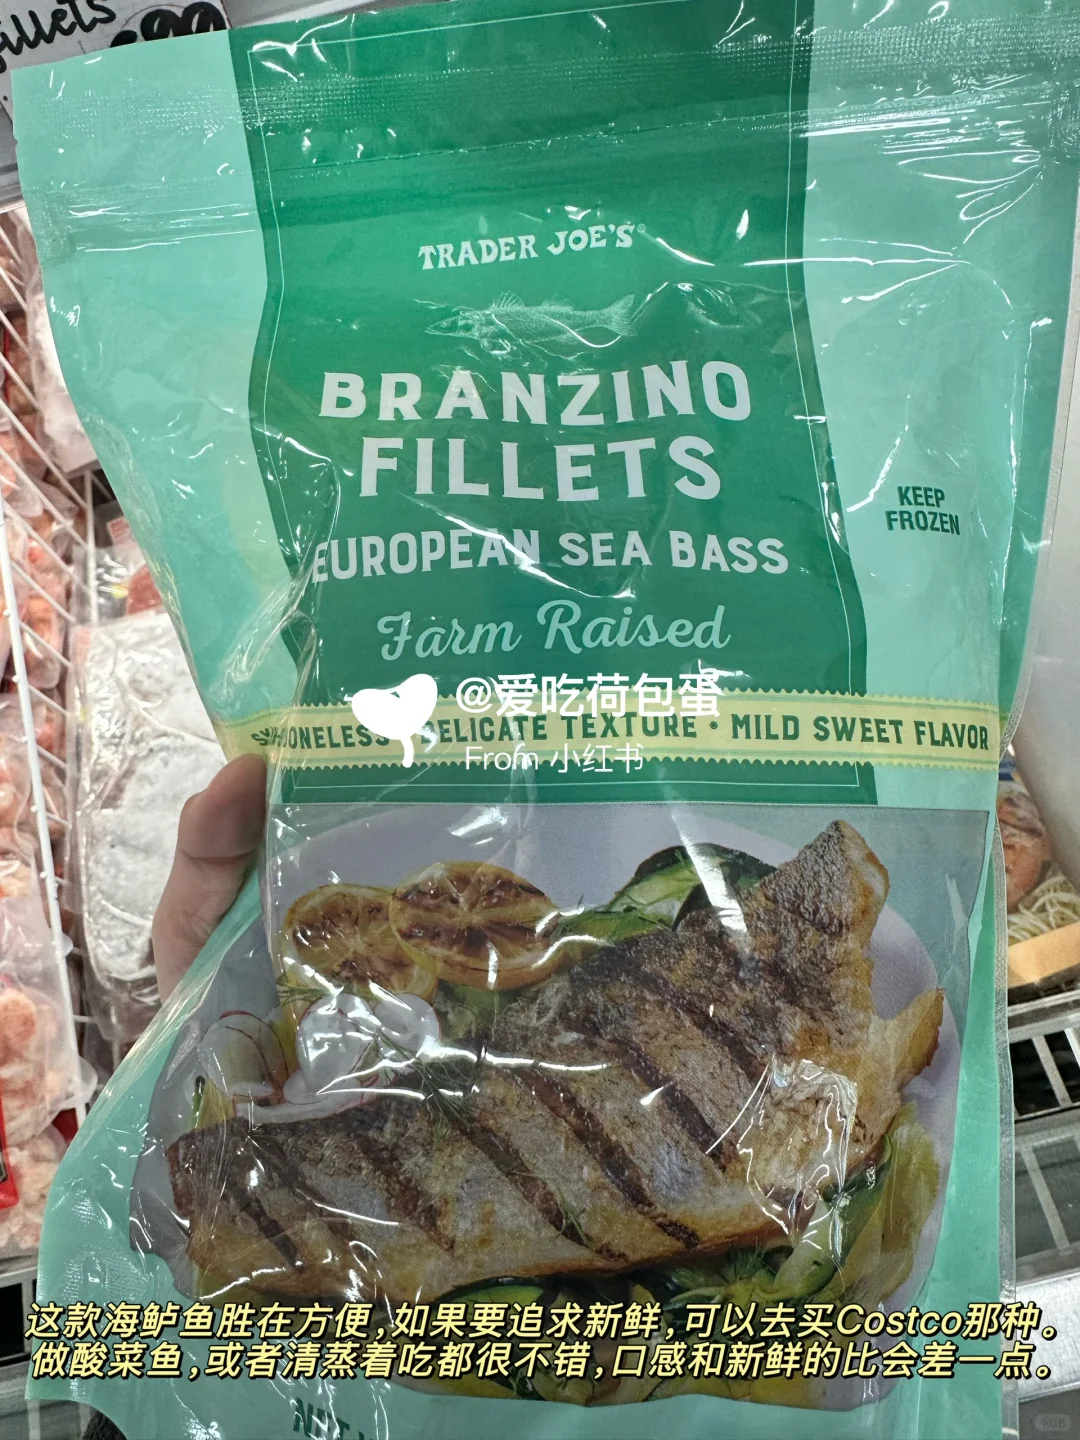 fillets
TRADER JOE'S
BRANZINO
FILLETS
EUROPEAN SEA BASS
Farm Raised
KEEP
FROZEN
@爱吃荷包蛋
DELICATE TEXTURE • MILD SWEET FLAVOR
From 小红书
这款海鲈鱼胜在方便,如果要追求新鲜,可以去买Costco那种。
做酸菜鱼,或者清蒸着吃都很不错,口感和新鲜的比会差一点。
小红书